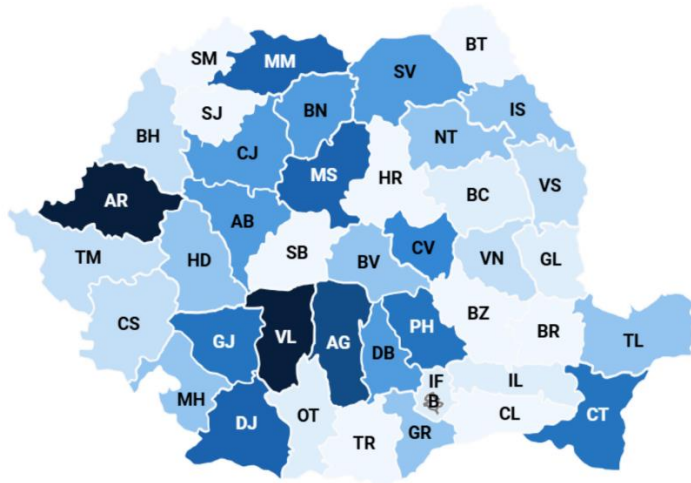 BT
SM
MM
SV
SJ
BN
IS
BH
CJ
NT
MS
HR
BC
VS
AR
AB
TM
HD
SB
BV
CV
VN
GL
CS
GJ
VL
AG
DB
PH
BZ
BR
TL
MH
IF
IL
B
DJ
OT
TR
GR
CL
CT